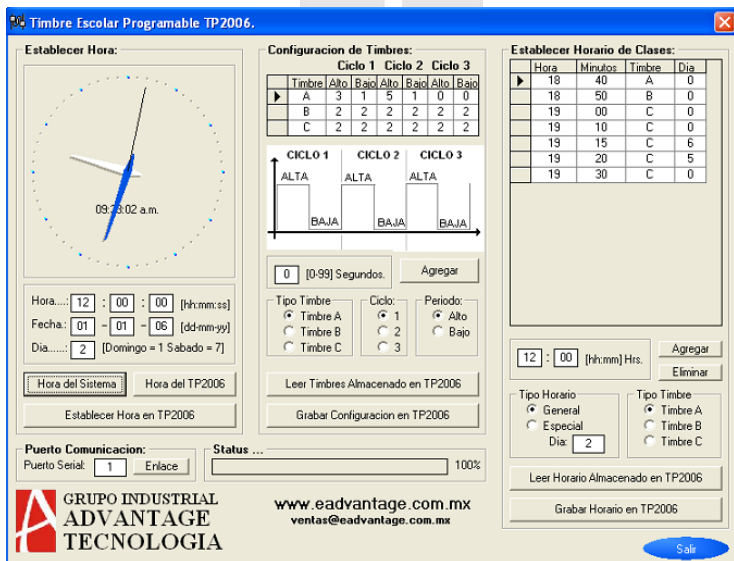 Timbre Escolar Programable TP2006.
Establecer Hora:
09:33:02 a.m.
Hora....: 12 : 00 : 00 [hh:mm:ss]
Fecha.: 01 - 01 - 06 [dd-mm-yy]
Dia......: 2 [Domingo = 1 Sabado = 7]
Hora del Sistema Hora del TP2006
Establecer Hora en TP2006
Configuracion de Timbres:
Ciclo 1 Ciclo 2 Ciclo 3
Timbre Alto Bajo Alto Bajo Alto Bajo
A 3 1 5 1 0 0
B 2 2 2 2 2 2
C 2 2 2 2 2 2
CICLO 1 CICLO 2 CICLO 3
ALTA ALTA ALTA
BAJA BAJA BAJA
0 [0-99] Segundos. Agregar
Tipo Timbre Ciclo: Periodo:
Timbre A 1 Alto
Timbre B 2 Bajo
Timbre C 3
Leer Timbres Almacenado en TP2006
Grabar Configuracion en TP2006
Establecer Horario de Clases:
Hora Minutos Timbre Dia
18 40 A 0
18 50 B 0
19 00 C 0
19 10 C 0
19 15 C 6
19 20 C 5
19 30 C 0
12 : 00 [hh:mm] Hrs. Agregar
Eliminar
Tipo Horario Tipo Timbre
General Timbre A
Especial Timbre B
Dia: 2 Timbre C
Leer Horario Almacenado en TP2006
Grabar Horario en TP2006
Puerto Comunicacion:
Puerto Serial: 1 Enlace
Status ...
100%
GRUPO INDUSTRIAL
ADVANTAGE
TECNOLOGIA
www.eadvantage.com.mx
ventas@eadvantage.com.mx
Salir